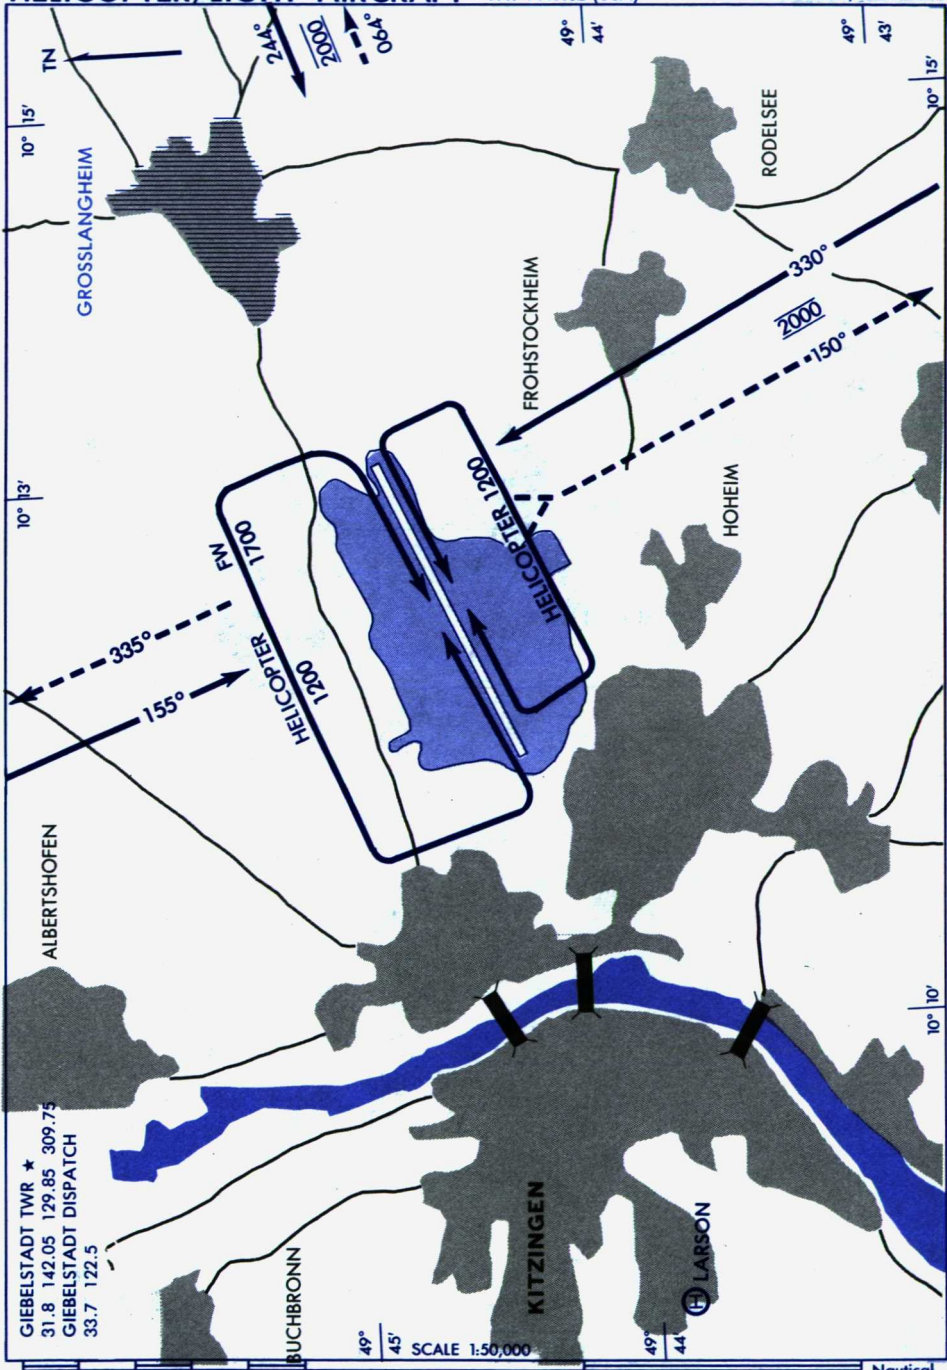 HELICOPTER/LIGHT AIRCRAFT
TN
244°
2000
064°
49°
44'
49°
43'
10° 15'
10° 15'
GROSSLANGHEIM
RODELSEE
FROHSTOCKHEIM
330°
2000
150°
10° 13'
FW
1700
HELICOPTER 1200
HOHEIM
335°
155°
HELICOPTER
1200
ALBERTSHOFEN
10° 10'
GIEBELSTADT TWR ★
31.8 142.05 129.85 309.75
GIEBELSTADT DISPATCH
33.7 122.5
BUCHBRONN
KITZINGEN
H LARSON
49°
45'
SCALE 1:50,000
49°
44
Nautical